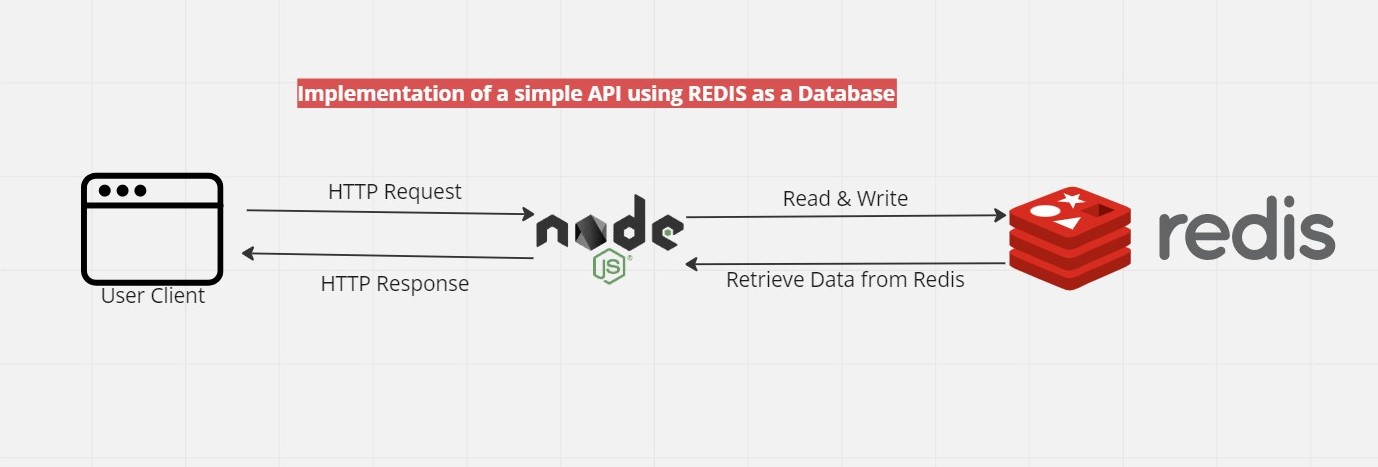 Implementation of a simple API using REDIS as a Database
HTTP Request
Read & Write
node
JS
®
redis
HTTP Response
Retrieve Data from Redis
User Client